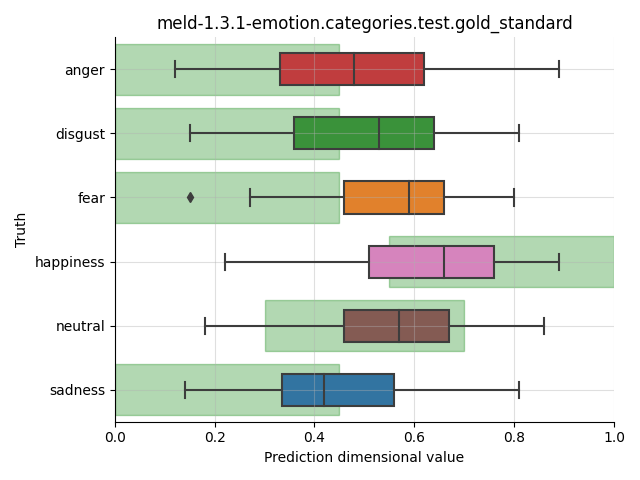 meld-1.3.1-emotion.categories.test.gold_standard
Truth
anger
disgust
fear
happiness
neutral
sadness
0.0 0.2 0.4 0.6 0.8 1.0
Prediction dimensional value